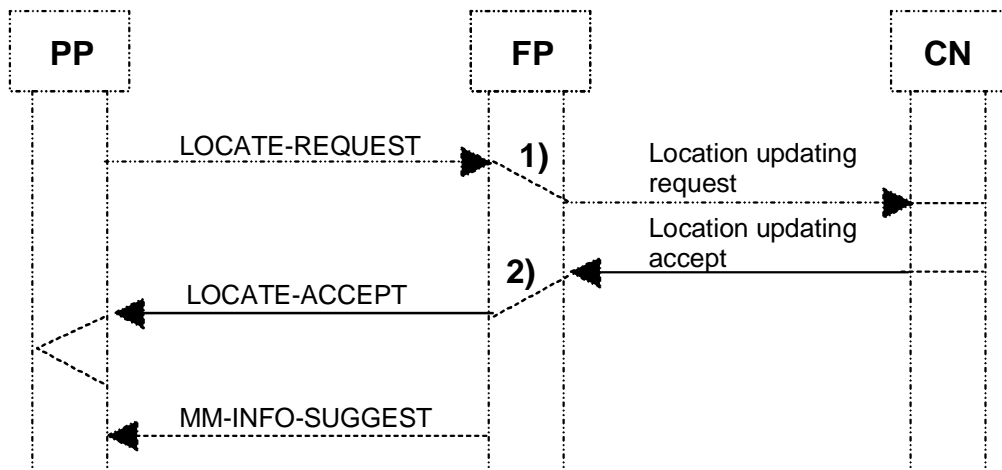 PP
FP
CN
LOCATE-REQUEST
1)
Location updating
request
Location updating
accept
2)
LOCATE-ACCEPT
MM-INFO-SUGGEST